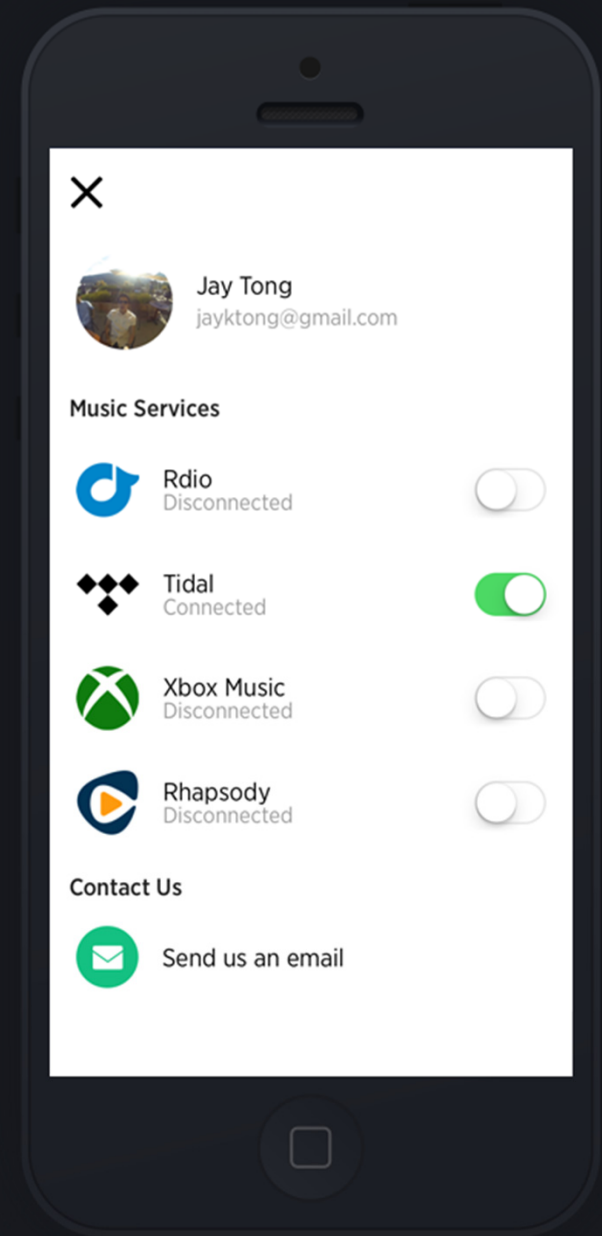 Jay Tong
jayktong@gmail.com
Music Services
Rdio
Disconnected
Tidal
Connected
Xbox Music
Disconnected
Rhapsody
Disconnected
Contact Us
Send us an email